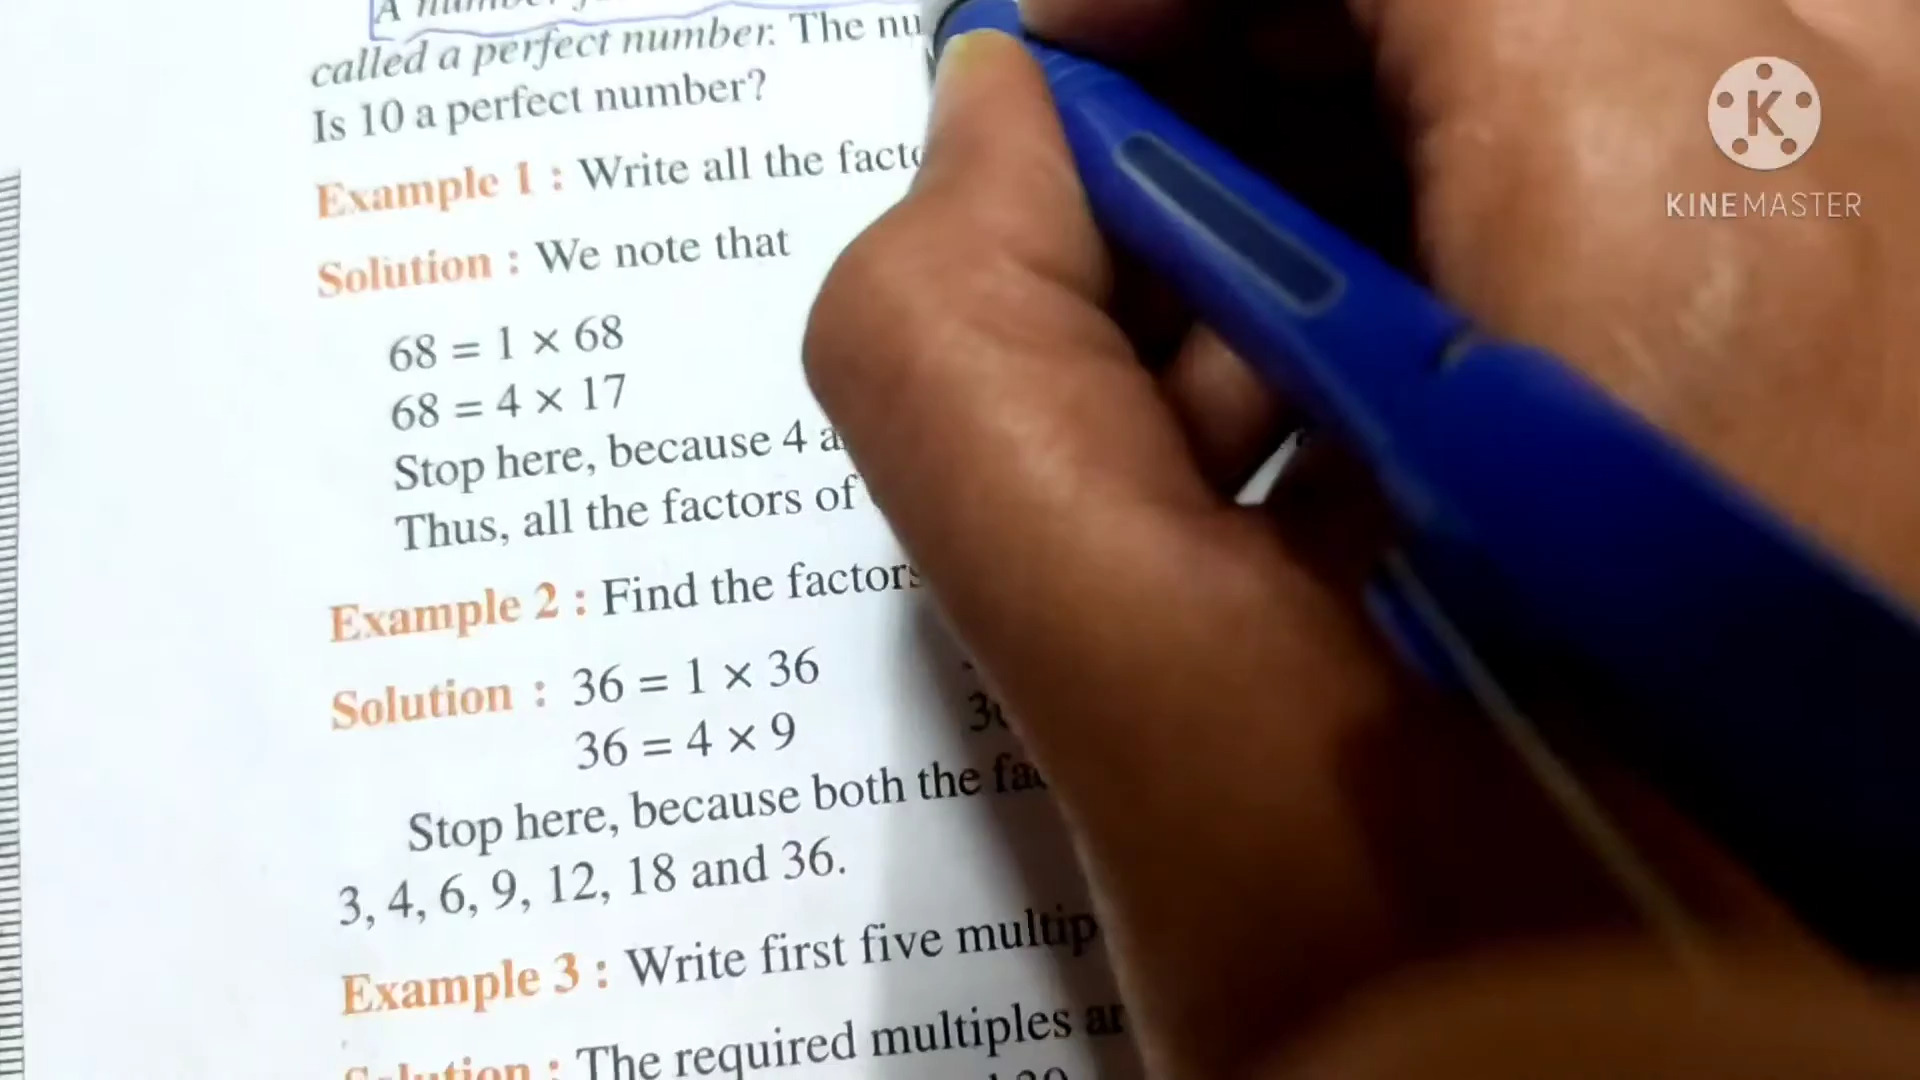 A number
called a perfect number. The nu
Is 10 a perfect number?
Example 1 : Write all the facto
Solution : We note that
68 = 1 × 68
68 = 4 × 17
Stop here, because 4 a
Thus, all the factors of
Example 2 : Find the factors
Solution : 36 = 1 × 36
36 = 4 × 9
Stop here, because both the fac
3, 4, 6, 9, 12, 18 and 36.
Example 3 : Write first five multip
Solution : The required multiples ar
KINEMASTER